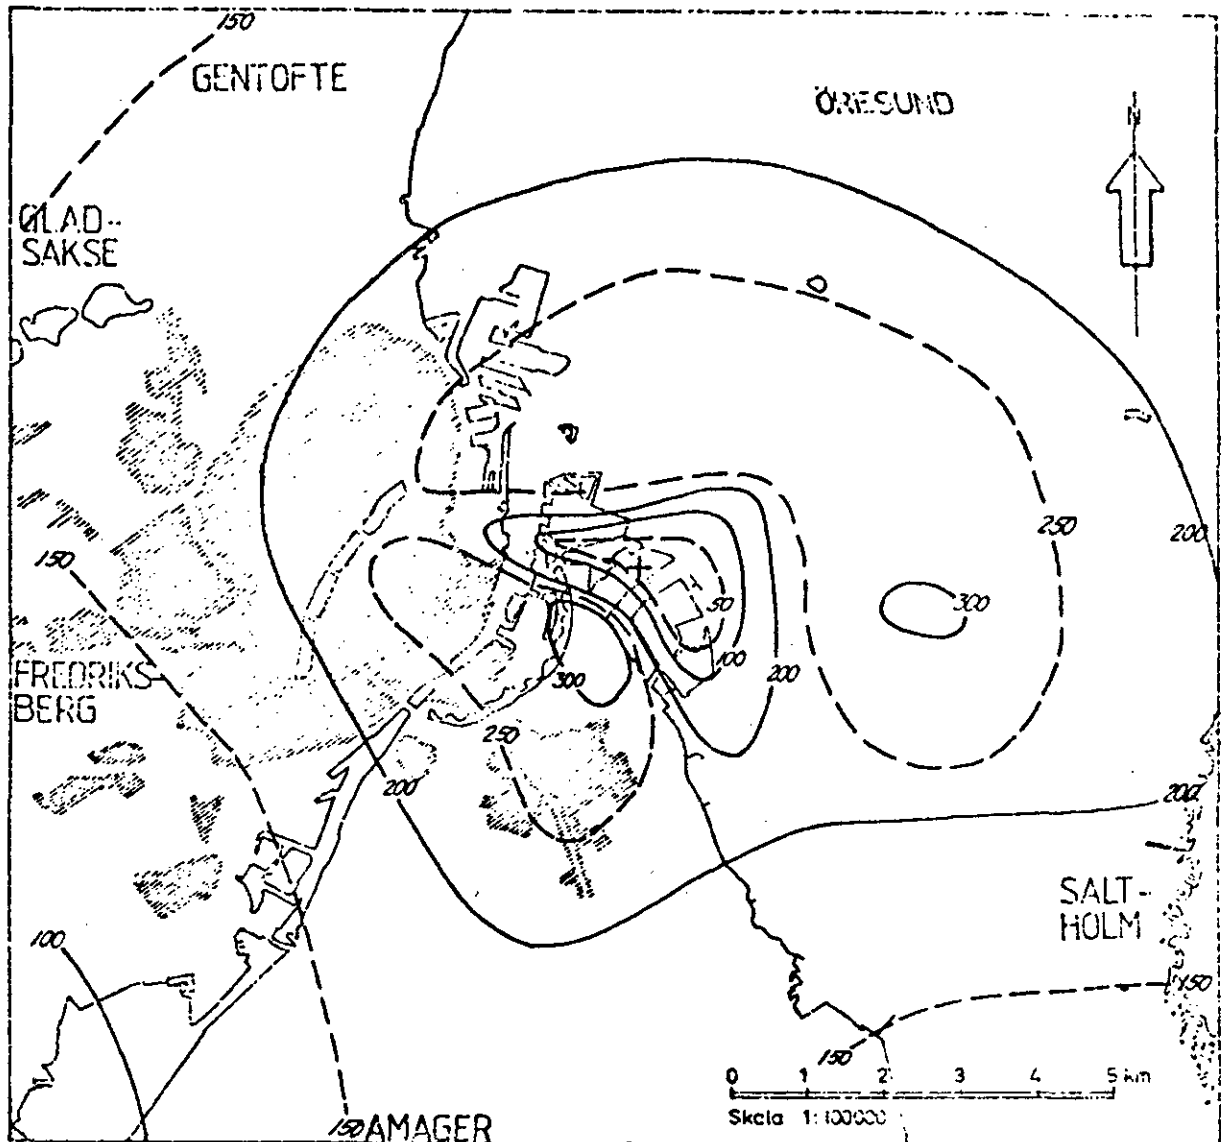 150
GENTOFTE
ÖRESUND
N
GLAD-
SAKSE
250
200
150
300
50
100
200
300
FREDRIKS-
BERG
250
200
200
SALT-
HOLM
100
150
150
0 1 2 3 4 5 km
Skala 1:100000
150 AMAGER